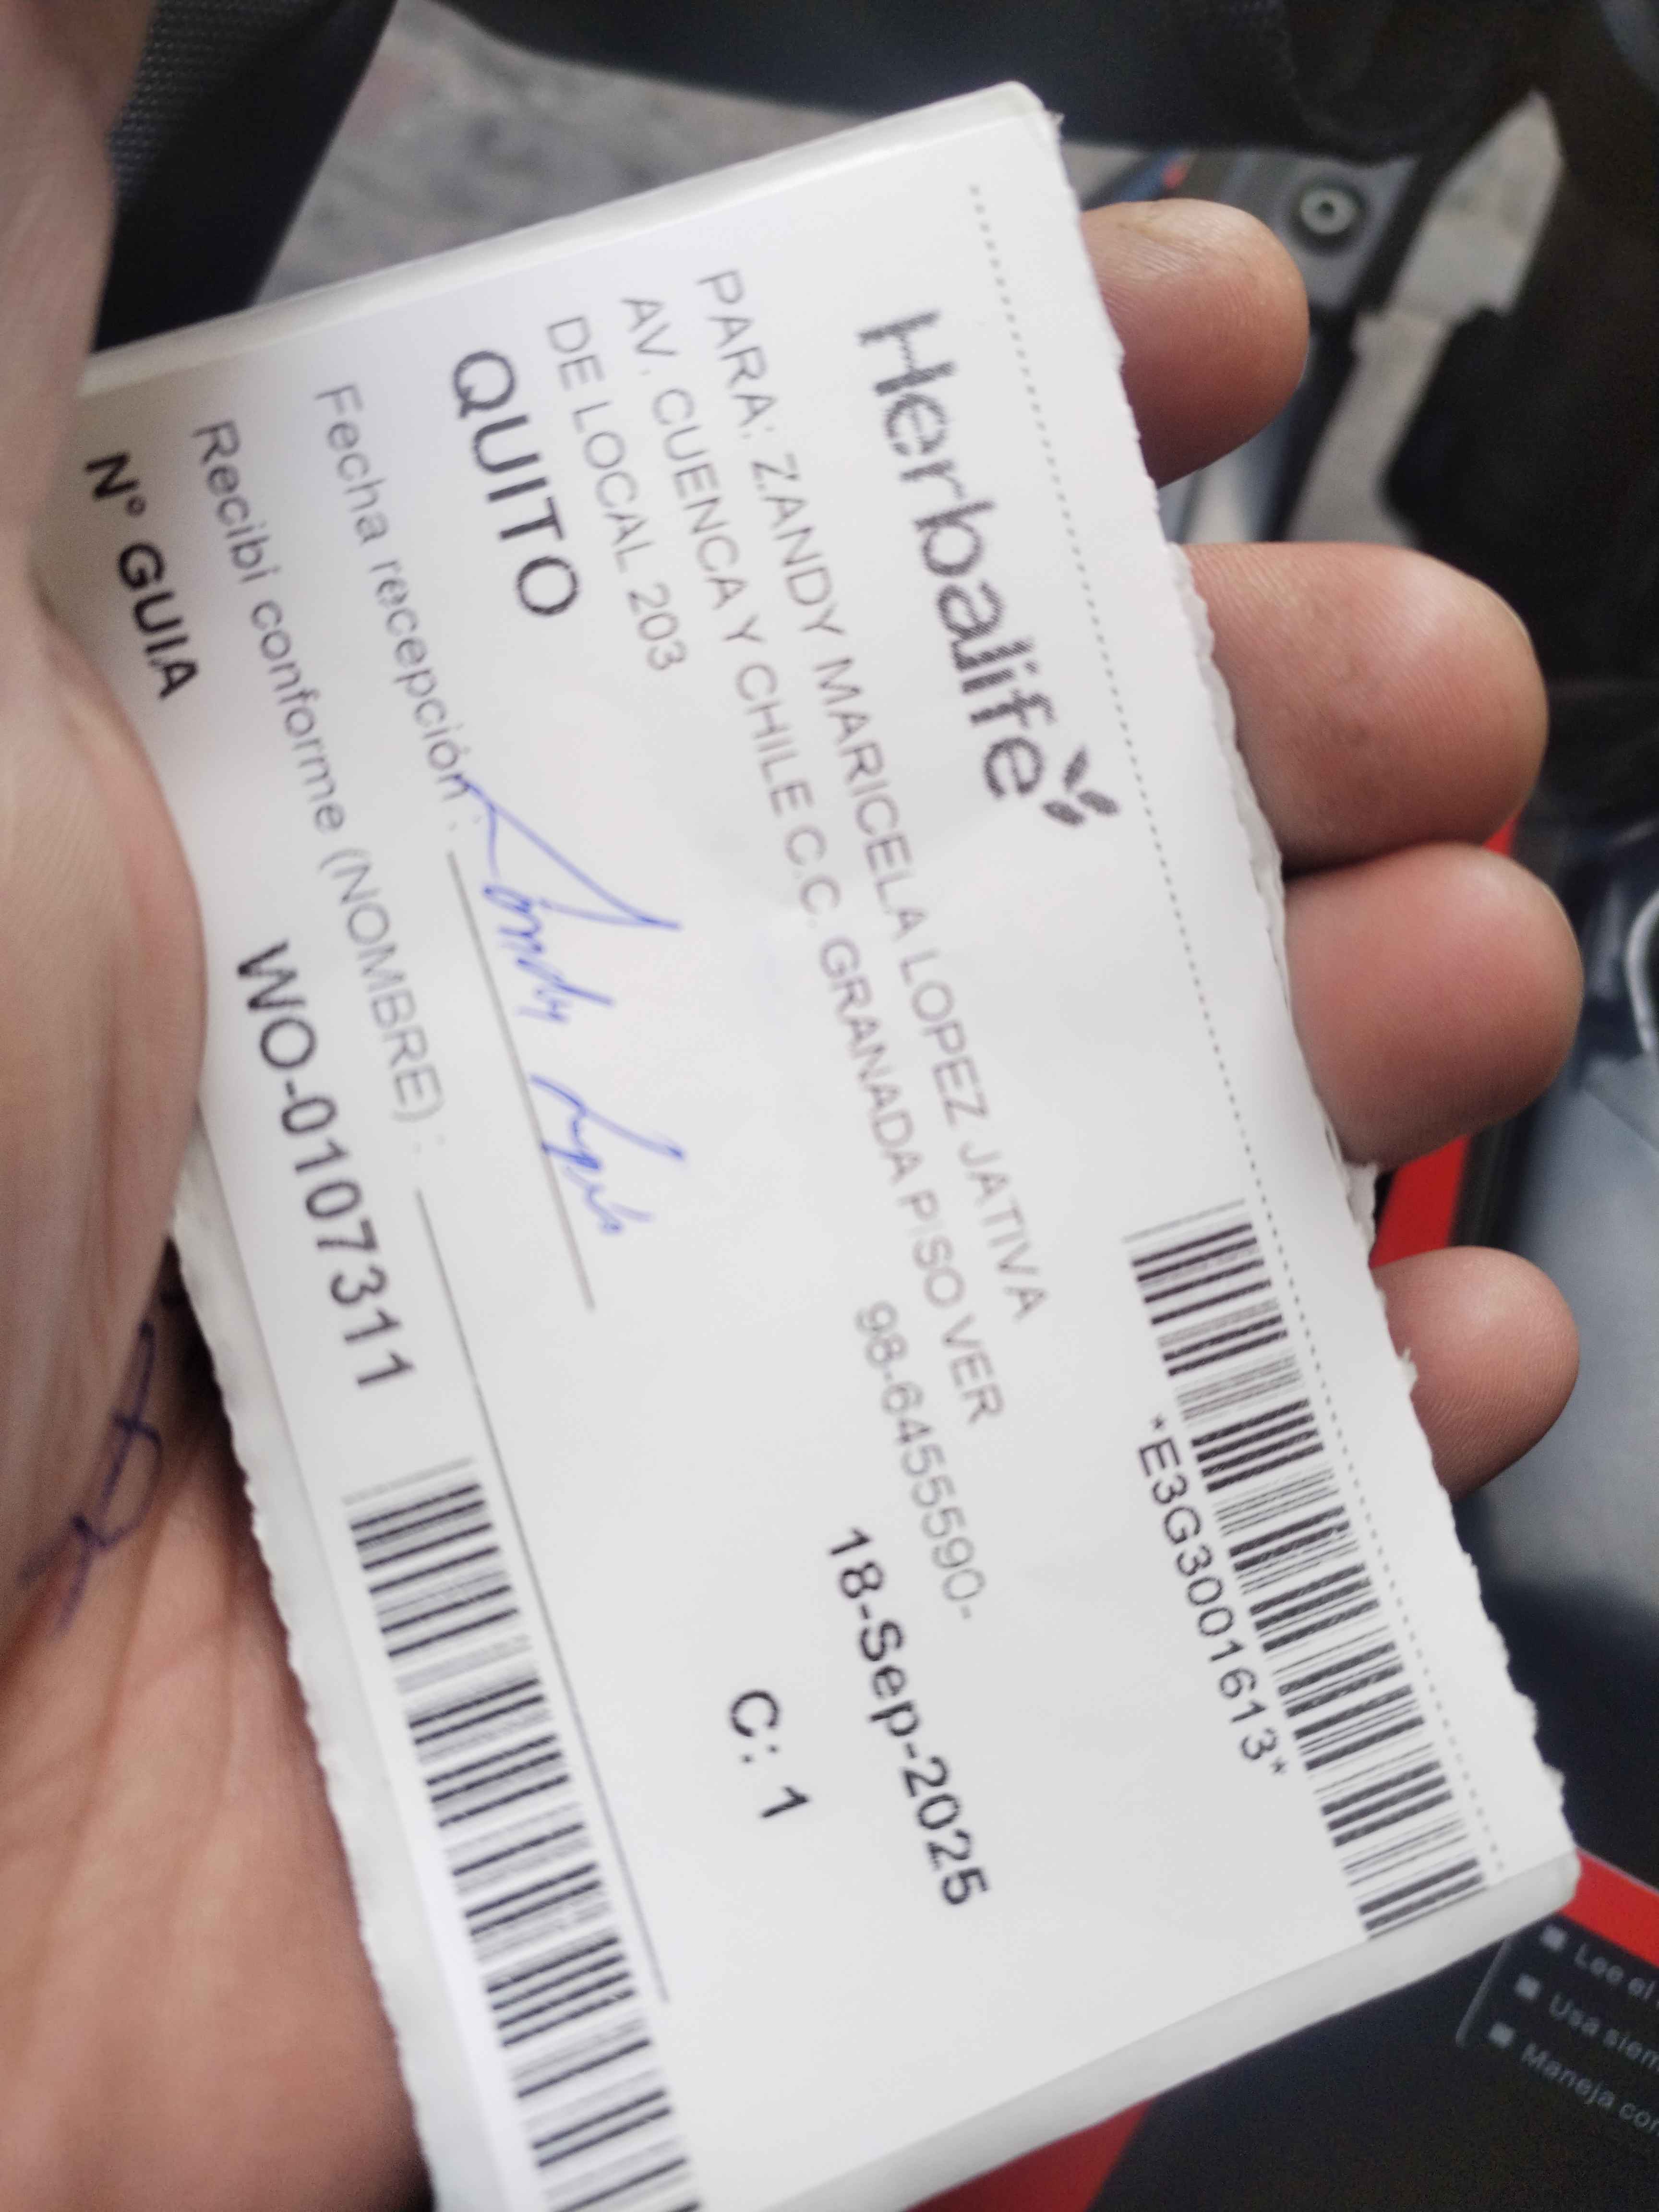 Herbalife
*E3G3001613*
PARA: ZANDY MARICELA LOPEZ JATIVA
AV. CUENCA Y CHILE C.C. GRANADA PISO VER
DE LOCAL 203
98-6455590-
QUITO
18-Sep-2025
C: 1
Fecha recepción :
Recibí conforme (NOMBRE) :
Nº GUIA
WO-0107311
Lee el
Usa siem
Maneja con